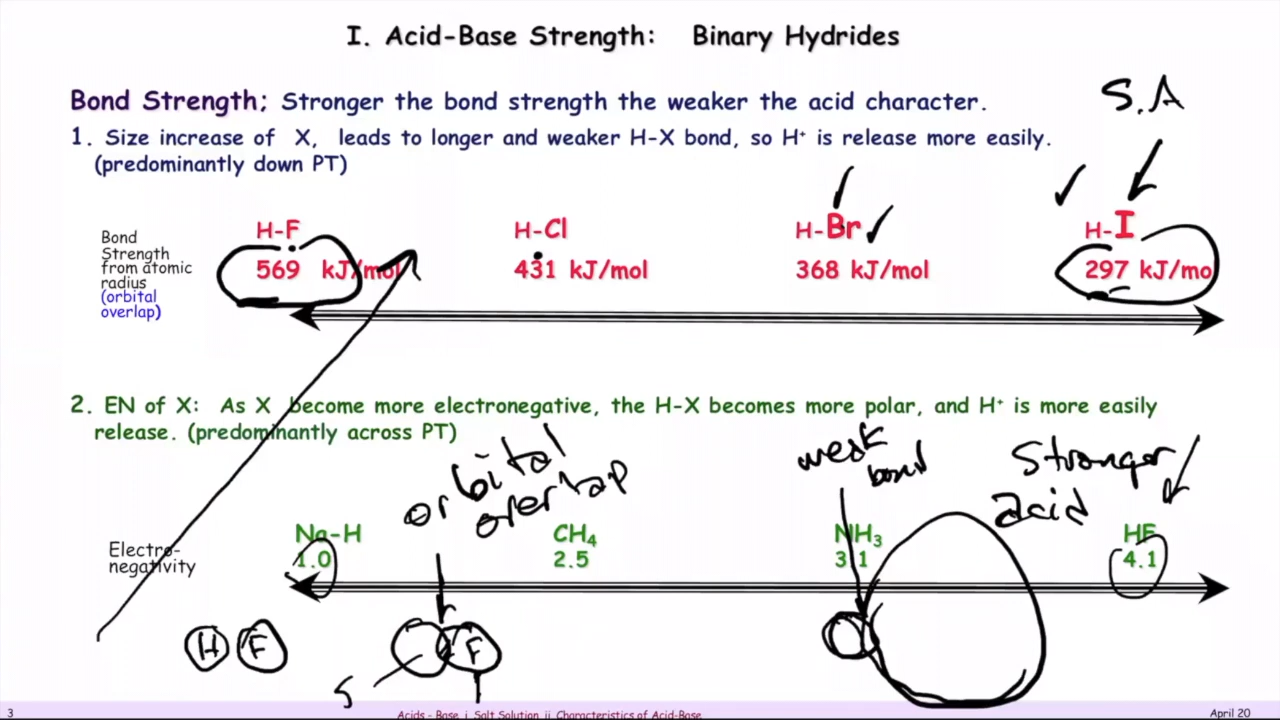 I. Acid-Base Strength: Binary Hydrides
S.A
Bond Strength; Stronger the bond strength the weaker the acid character.
1. Size increase of X, leads to longer and weaker H-X bond, so H⁺ is release more easily.
(predominantly down PT)
H-F H-Cl H-Br H-I
Bond
Strength
from atomic
radius
(orbital
overlap)
569 kJ/mol 431 kJ/mol 368 kJ/mol 297 kJ/mo
2. EN of X: As X become more electronegative, the H-X becomes more polar, and H⁺ is more easily
release. (predominantly across PT)
orbital
overlap
weak
bond
Stronger
acid
Na-H CH₄ NH₃ HF
Electro-
negativity
1.0 2.5 3.1 4.1
H F
F
S
3 Acids - Base i Salt Solution ii Characteristics of Acid-Base April 20